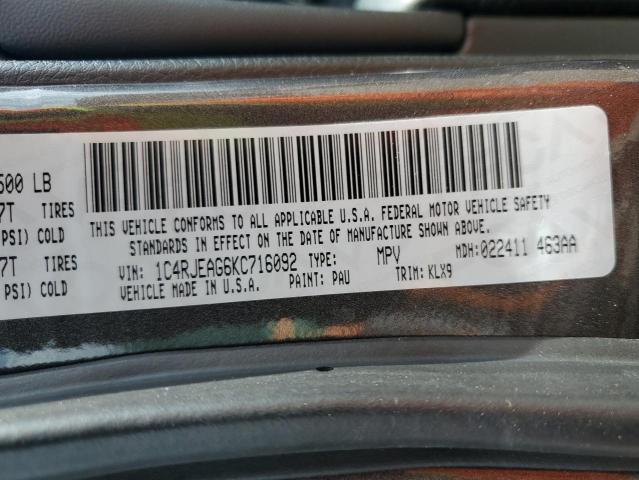 500 LB
7T TIRES
PSI) COLD
7T TIRES
PSI) COLD
THIS VEHICLE CONFORMS TO ALL APPLICABLE U.S.A. FEDERAL MOTOR VEHICLE SAFETY
STANDARDS IN EFFECT ON THE DATE OF MANUFACTURE SHOWN ABOVE.
VIN: 1C4RJEAG6KC716092 TYPE: MPV MDH:022411 463AA
VEHICLE MADE IN U.S.A. PAINT: PAU TRIM: KLX9